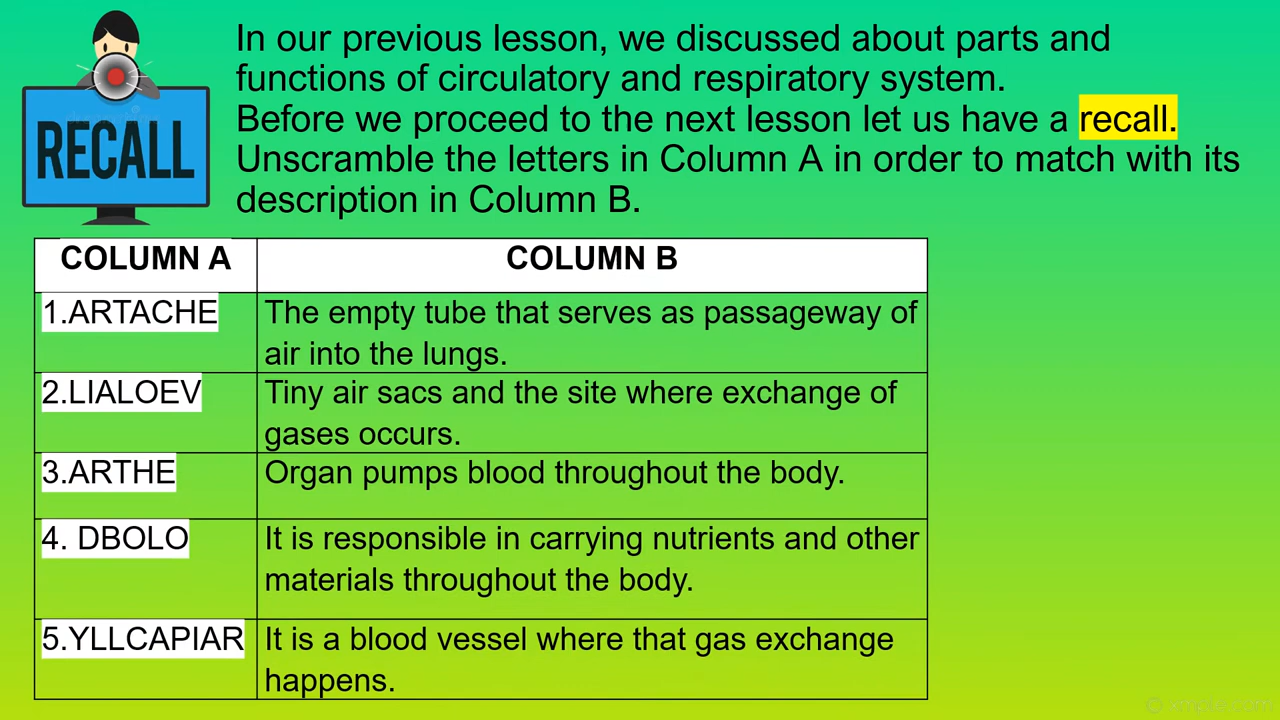 In our previous lesson, we discussed about parts and
functions of circulatory and respiratory system.
Before we proceed to the next lesson let us have a recall.
Unscramble the letters in Column A in order to match with its
description in Column B.
RECALL
COLUMN A COLUMN B
1.ARTACHE The empty tube that serves as passageway of
air into the lungs.
2.LIALOEV Tiny air sacs and the site where exchange of
gases occurs.
3.ARTHE Organ pumps blood throughout the body.
4. DBOLO It is responsible in carrying nutrients and other
materials throughout the body.
5.YLLCAPIAR It is a blood vessel where that gas exchange
happens.